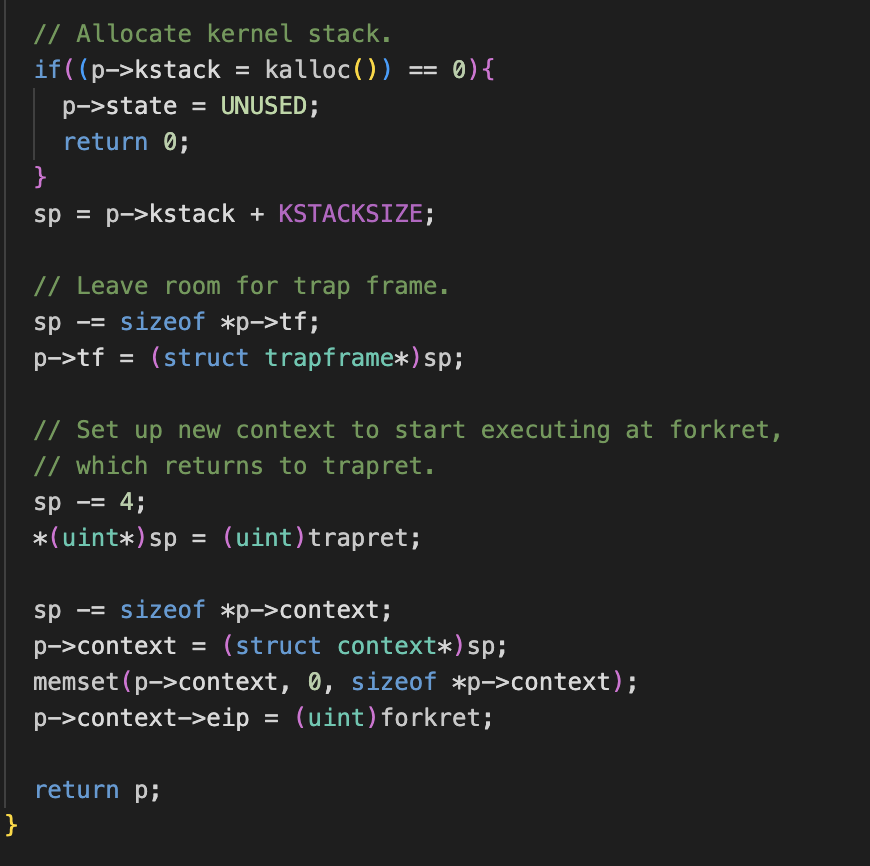 // Allocate kernel stack.
if((p->kstack = kalloc()) == 0){
p->state = UNUSED;
return 0;
}
sp = p->kstack + KSTACKSIZE;
// Leave room for trap frame.
sp -= sizeof *p->tf;
p->tf = (struct trapframe*)sp;
// Set up new context to start executing at forkret,
// which returns to trapret.
sp -= 4;
*(uint*)sp = (uint)trapret;
sp -= sizeof *p->context;
p->context = (struct context*)sp;
memset(p->context, 0, sizeof *p->context);
p->context->eip = (uint)forkret;
return p;
}